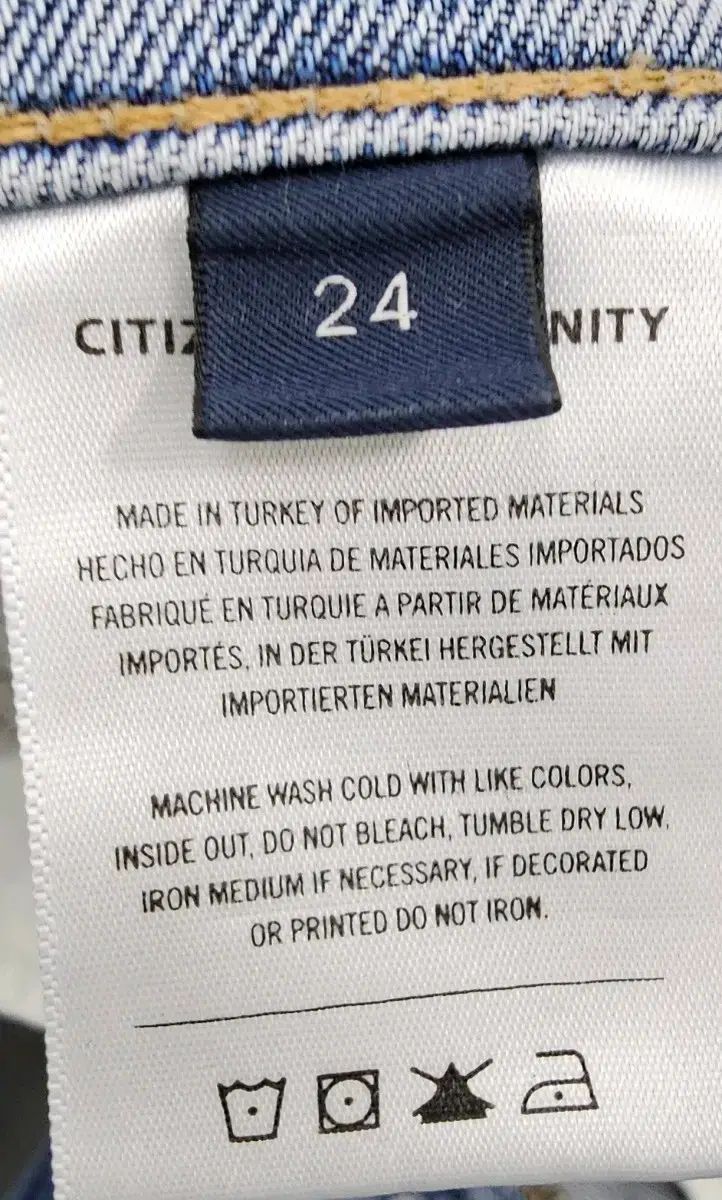 24
MADE IN TURKEY OF IMPORTED MATERIALS
HECHO EN TURQUIA DE MATERIALES IMPORTADOS
FABRIQUÉ EN TURQUIE A PARTIR DE MATÉRIAUX
IMPORTÉS, IN DER TÜRKEI HERGESTELLT MIT
IMPORTIERTEN MATERIALIEN
MACHINE WASH COLD WITH LIKE COLORS,
INSIDE OUT, DO NOT BLEACH, TUMBLE DRY LOW,
IRON MEDIUM IF NECESSARY, IF DECORATED
OR PRINTED DO NOT IRON.